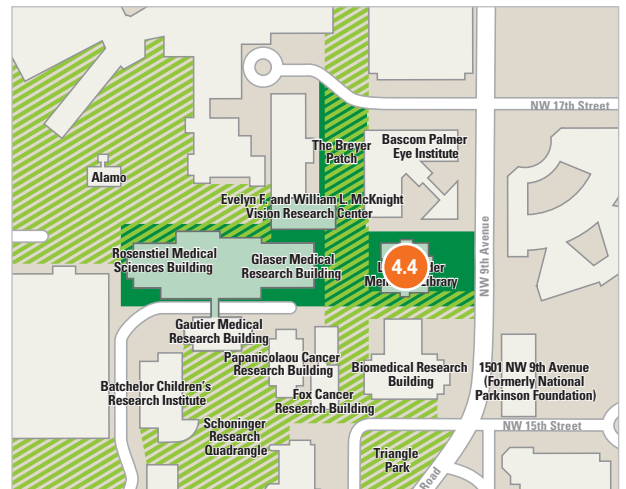 NW 17th Street
The Breyer
Patch
Bascom Palmer
Eye Institute
Alamo
Evelyn F. and William L. McKnight
Vision Research Center
NW 9th Avenue
Rosenstiel Medical
Sciences Building
Glaser Medical
Research Building
4.4
Library
Gautier Medical
Research Building
Papanicolaou Cancer
Research Building
Biomedical Research
Building
1501 NW 9th Avenue
(Formerly National
Parkinson Foundation)
Batchelor Children's
Research Institute
Fox Cancer
Research Building
Schoninger
Research
Quadrangle
NW 15th Street
Triangle
Park
Road